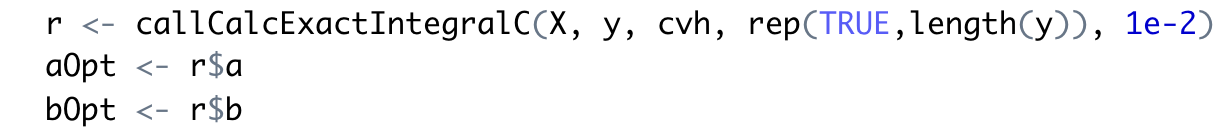 r <- callCalcExactIntegralC(X, y, cvh, rep(TRUE,length(y)), 1e-2)
aOpt <- r$a
bOpt <- r$b